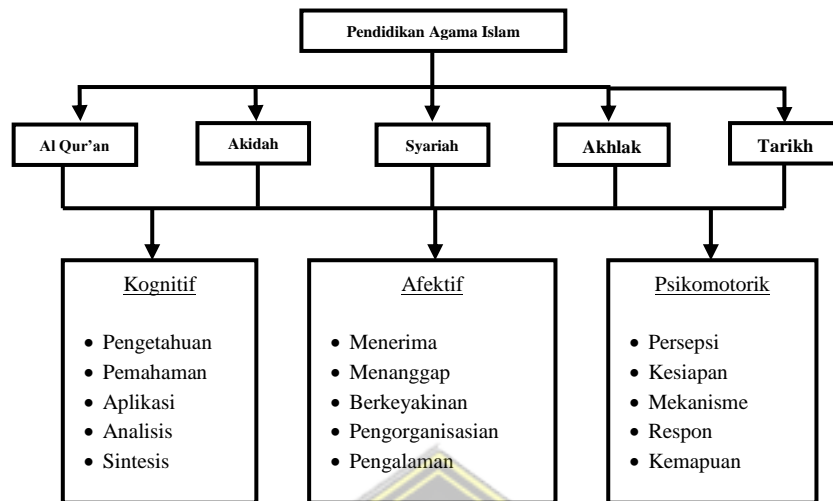 Pendidikan Agama Islam
Al Qur'an
Akidah
Syariah
Akhlak
Tarikh
Kognitif
• Pengetahuan
• Pemahaman
• Aplikasi
• Analisis
• Sintesis
Afektif
• Menerima
• Menanggap
• Berkeyakinan
• Pengorganisasian
• Pengalaman
Psikomotorik
• Persepsi
• Kesiapan
• Mekanisme
• Respon
• Kemapuan